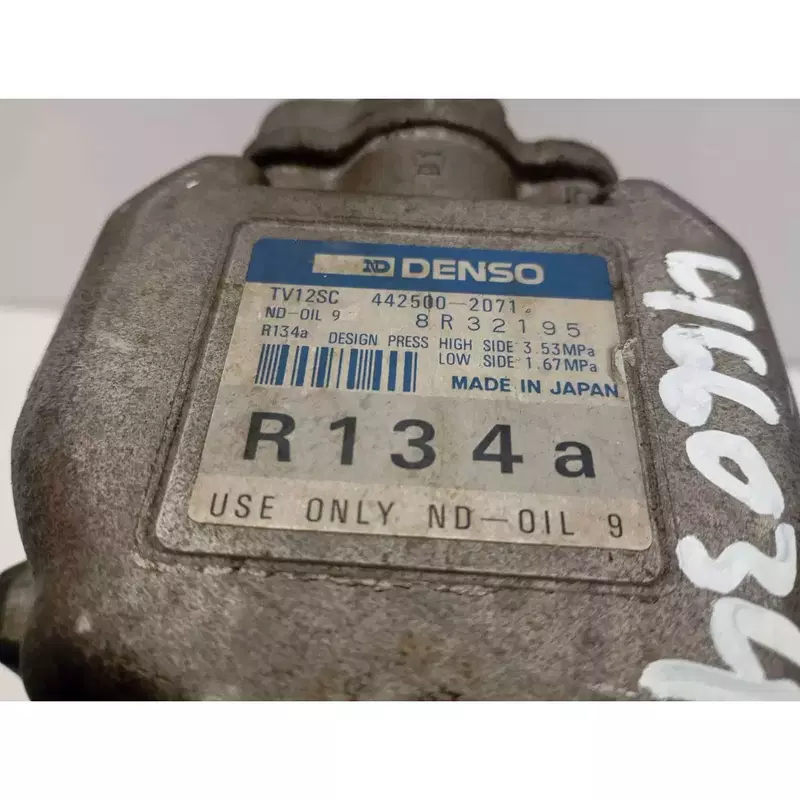 ND DENSO
TV12SC 442500-2071
ND-OIL 9 8R32195
R134a DESIGN PRESS HIGH SIDE 3.53MPa
LOW SIDE 1.67MPa
MADE IN JAPAN
R134a
USE ONLY ND-OIL 9